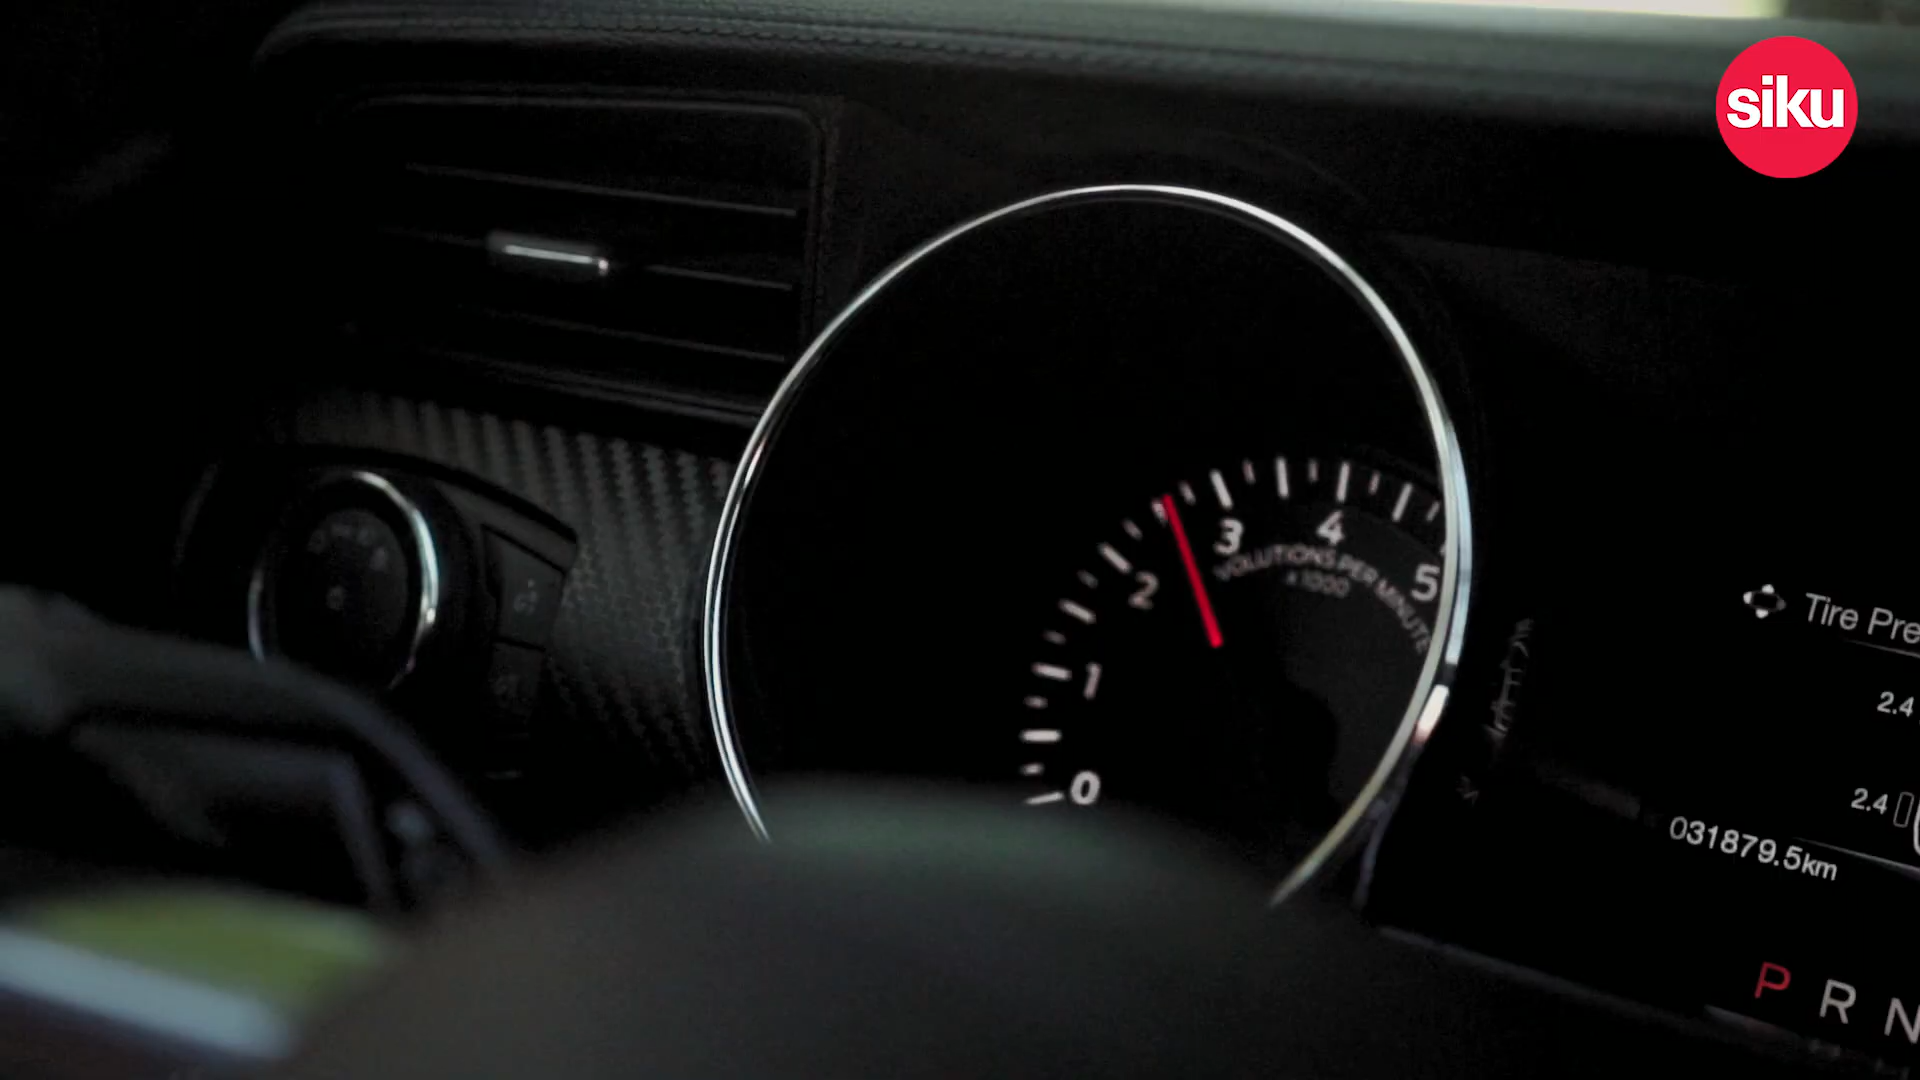 siku
3
4
VOLUTIONS PER MINUTE
x1000
2
5
1
0
Tire Pre
2.4
2.4
031879.5km
P R N